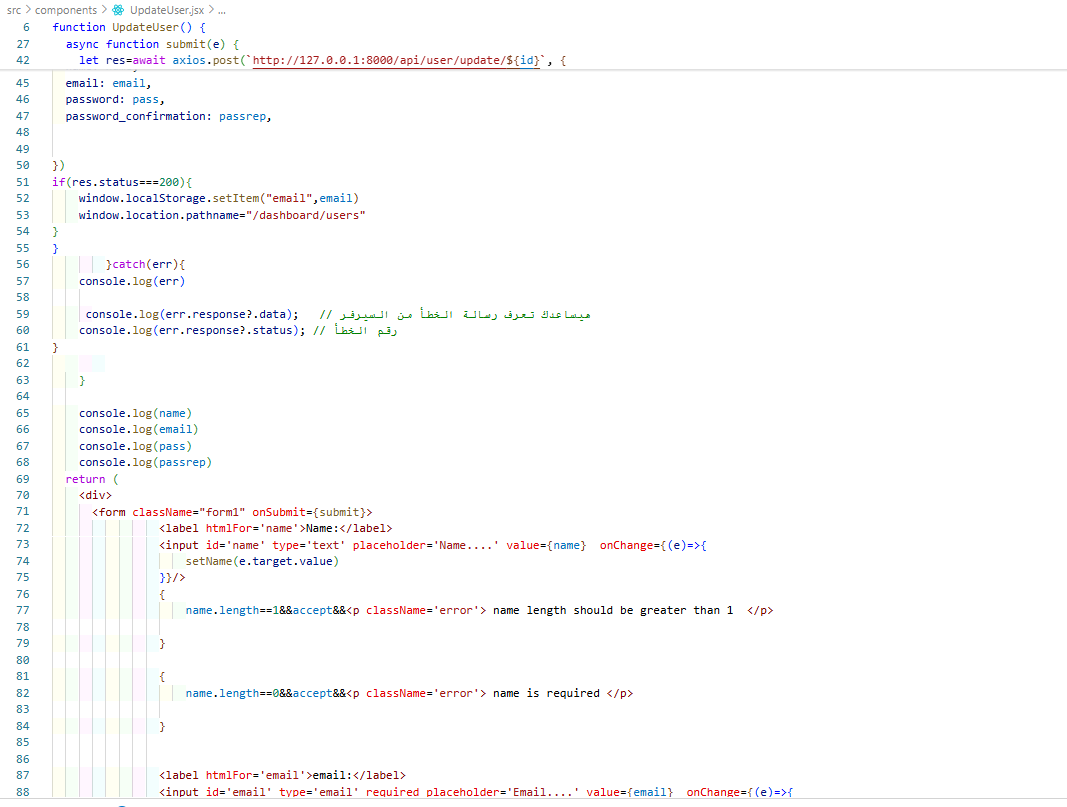 src > components > UpdateUser.jsx > ...
6 function UpdateUser() {
27 async function submit(e) {
42 let res=await axios.post(`http://127.0.0.1:8000/api/user/update/${id}`, {
45 email: email,
46 password: pass,
47 password_confirmation: passrep,
48
49
50 })
51 if(res.status===200){
52 window.localStorage.setItem("email",email)
53 window.location.pathname="/dashboard/users"
54 }
55 }
56 }catch(err){
57 console.log(err)
58
59 console.log(err.response?.data); // هيساعدك تعرف رسالة الخطأ من السيرفر
60 console.log(err.response?.status); // رقم الخطأ
61 }
62
63 }
64
65 console.log(name)
66 console.log(email)
67 console.log(pass)
68 console.log(passrep)
69 return (
70 <div>
71 <form className="form1" onSubmit={submit}>
72 <label htmlFor='name'>Name:</label>
73 <input id='name' type='text' placeholder='Name....' value={name} onChange={(e)=>{
74 setName(e.target.value)
75 }}/>
76 {
77 name.length==1&&accept&&<p className='error'> name length should be greater than 1 </p>
78
79 }
80
81 {
82 name.length==0&&accept&&<p className='error'> name is required </p>
83
84 }
85
86
87 <label htmlFor='email'>email:</label>
88 <input id='email' type='email' required placeholder='Email....' value={email} onChange={(e)=>{